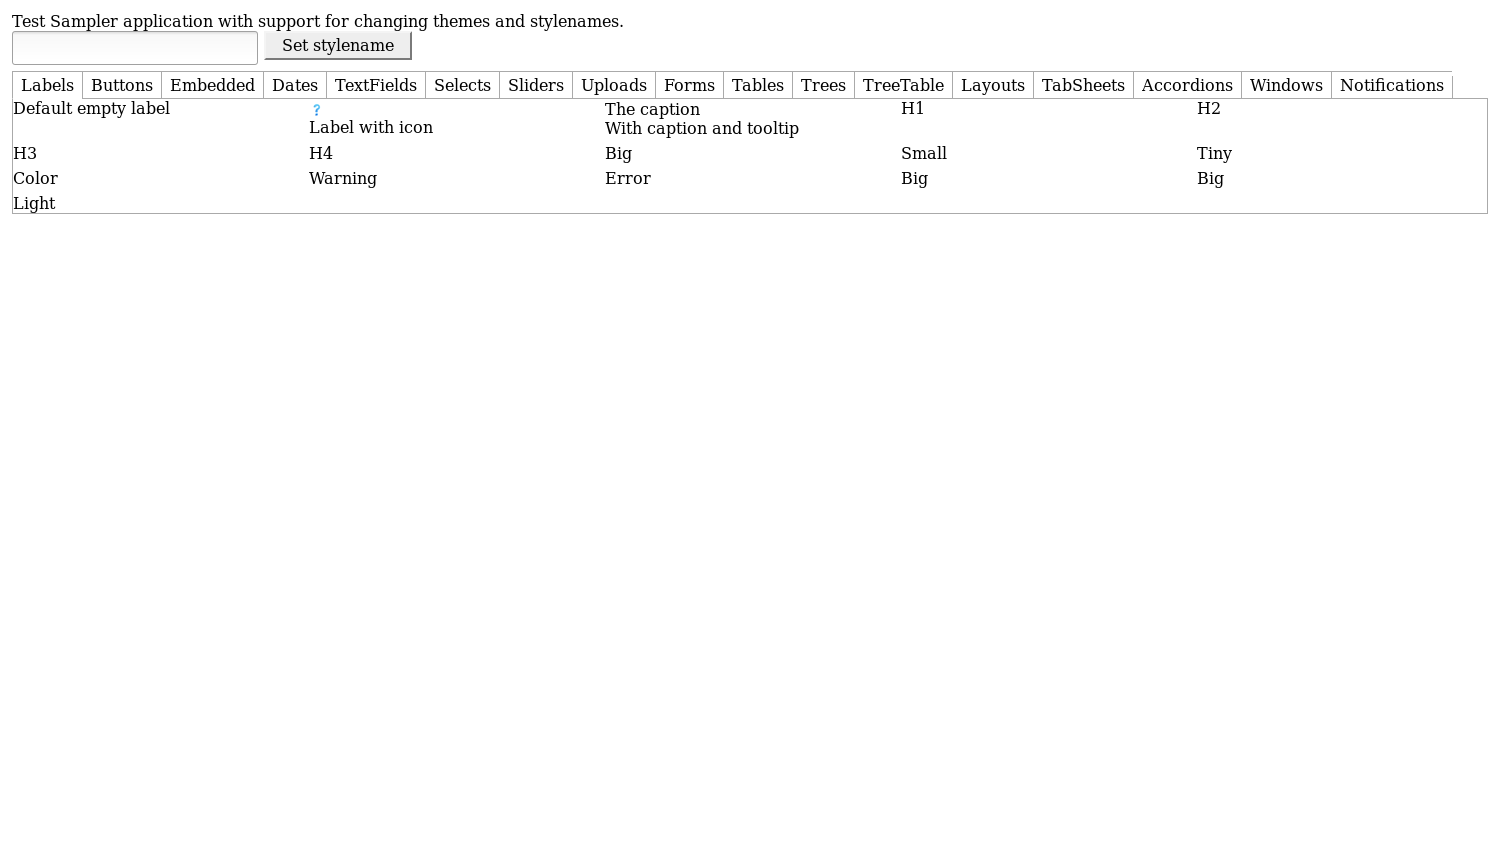 Test Sampler application with support for changing themes and stylenames.
Set stylename
Labels Buttons Embedded Dates TextFields Selects Sliders Uploads Forms Tables Trees TreeTable Layouts TabSheets Accordions Windows Notifications
Default empty label ? The caption H1 H2
Label with icon With caption and tooltip
H3 H4 Big Small Tiny
Color Warning Error Big Big
Light